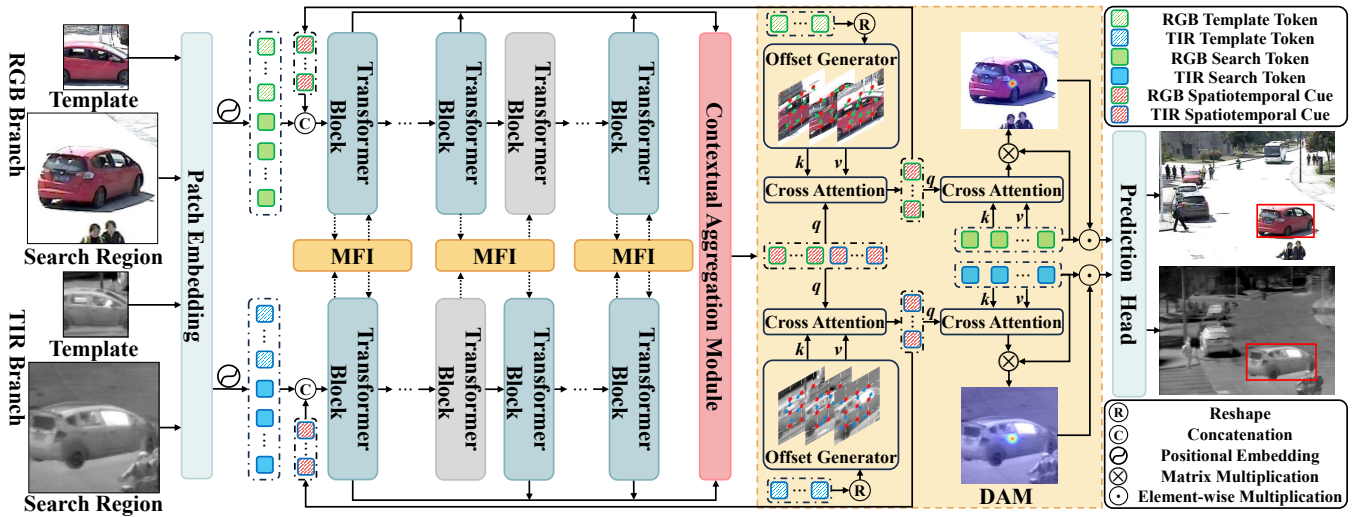 RGB Branch
Template
Search Region
TIR Branch
Template
Search Region
Patch Embedding
C
C
Transformer Block
...
Transformer Block
Transformer Block
...
Transformer Block
MFI
MFI
MFI
Transformer Block
...
Transformer Block
Transformer Block
...
Transformer Block
Contextual Aggregation Module
R
Offset Generator
k
v
Cross Attention
q
Cross Attention
k
v
q
q
k
v
Cross Attention
q
Cross Attention
k
v
Offset Generator
R
DAM
Prediction Head
RGB Template Token
TIR Template Token
RGB Search Token
TIR Search Token
RGB Spatiotemporal Cue
TIR Spatiotemporal Cue
R Reshape
C Concatenation
Positional Embedding
Matrix Multiplication
Element-wise Multiplication